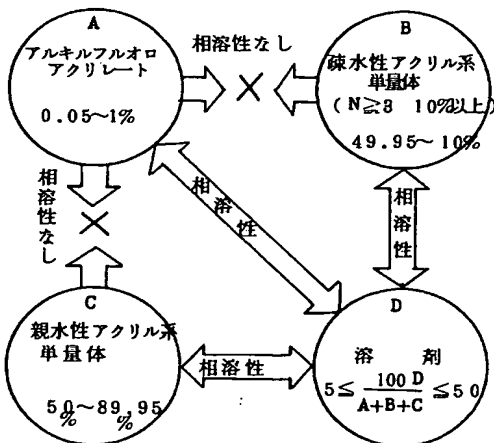 A
アルキルフルオロ
アクリレート
0.05～1%
相溶性なし
×
B
疎水性アクリル系
単量体
(N≧3 10%以上)
49.95～10%
相溶性なし
×
相溶性
相溶性
C
親水性アクリル系
単量体
50～89,95
% %
相溶性
D
溶剤
5≦ 100D / A+B+C ≦50